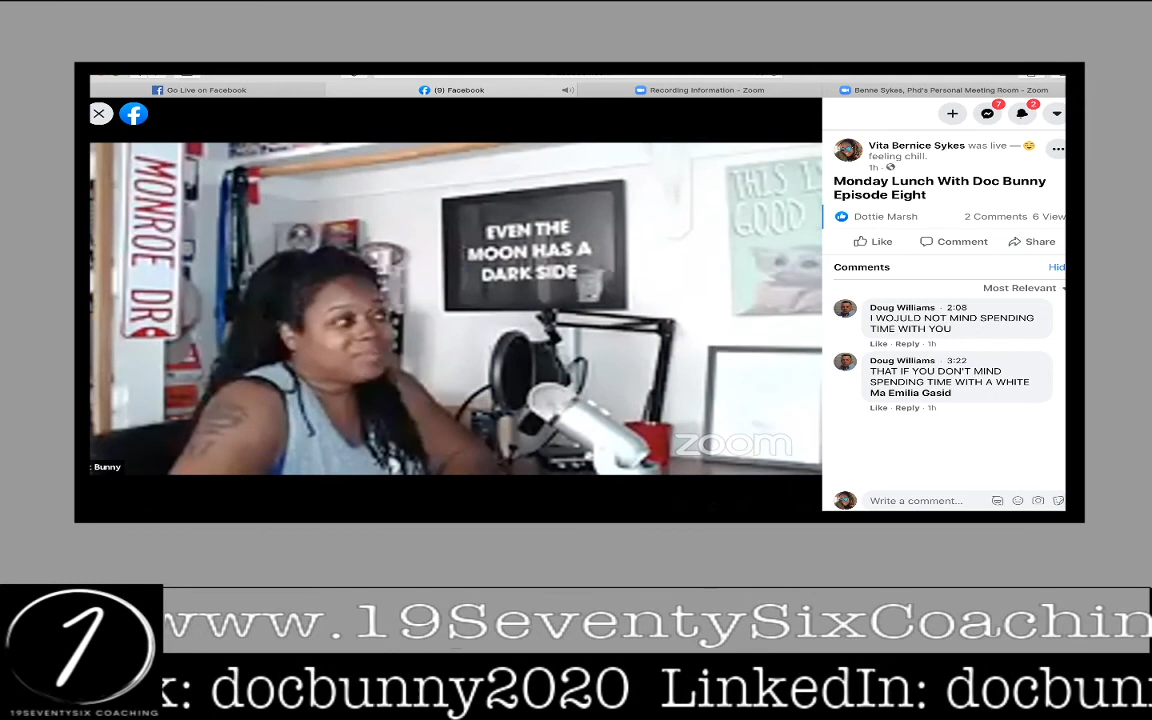 Go Live on Facebook
(9) Facebook
Recording Information - Zoom
Benne Sykes, Phd's Personal Meeting Room - Zoom
7
2
Vita Bernice Sykes was live —
feeling chill.
1h ·
Monday Lunch With Doc Bunny
Episode Eight
Dottie Marsh
2 Comments 6 View
Like
Comment
Share
Comments
Hid
Most Relevant
Doug Williams · 2:08
I WOJULD NOT MIND SPENDING
TIME WITH YOU
Like · Reply · 1h
Doug Williams · 3:22
THAT IF YOU DON'T MIND
SPENDING TIME WITH A WHITE
Ma Emilia Gasid
Like · Reply · 1h
Write a comment...
MONROE DR
EVEN THE
MOON HAS A
DARK SIDE
THIS IS
GOOD
zoom
: Bunny
www.19SeventySixCoachin
1
19SEVENTYSIX COACHING
k: docbunny2020 LinkedIn: docbun